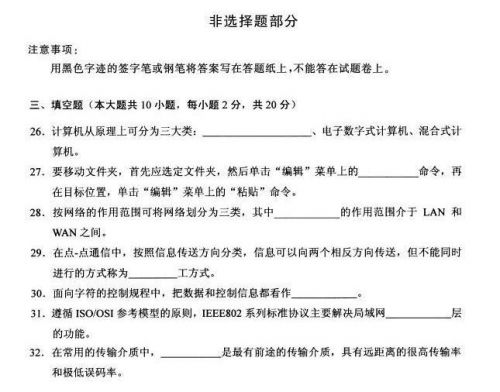 非选择题部分
注意事项：
用黑色字迹的签字笔或钢笔将答案写在答题纸上，不能答在试题卷上。
三、填空题（本大题共 10 小题，每小题 2 分，共 20 分）
26．计算机从原理上可分为三大类：____________、电子数字式计算机、混合式计
算机。
27．要移动文件夹，首先应选定文件夹，然后单击“编辑”菜单上的__________命令，再
在目标位置，单击“编辑”菜单上的“粘贴”命令。
28．按网络的作用范围可将网络划分为三类，其中__________的作用范围介于 LAN 和
WAN 之间。
29．在点-点通信中，按照信息传送方向分类，信息可以向两个相反方向传送，但不能同时
进行的方式称为________工方式。
30．面向字符的控制规程中，把数据和控制信息都看作__________。
31．遵循 ISO/OSI 参考模型的原则，IEEE802 系列标准协议主要解决局域网__________层
的功能。
32．在常用的传输介质中，__________是最有前途的传输介质，具有远距离的很高传输率
和极低误码率。